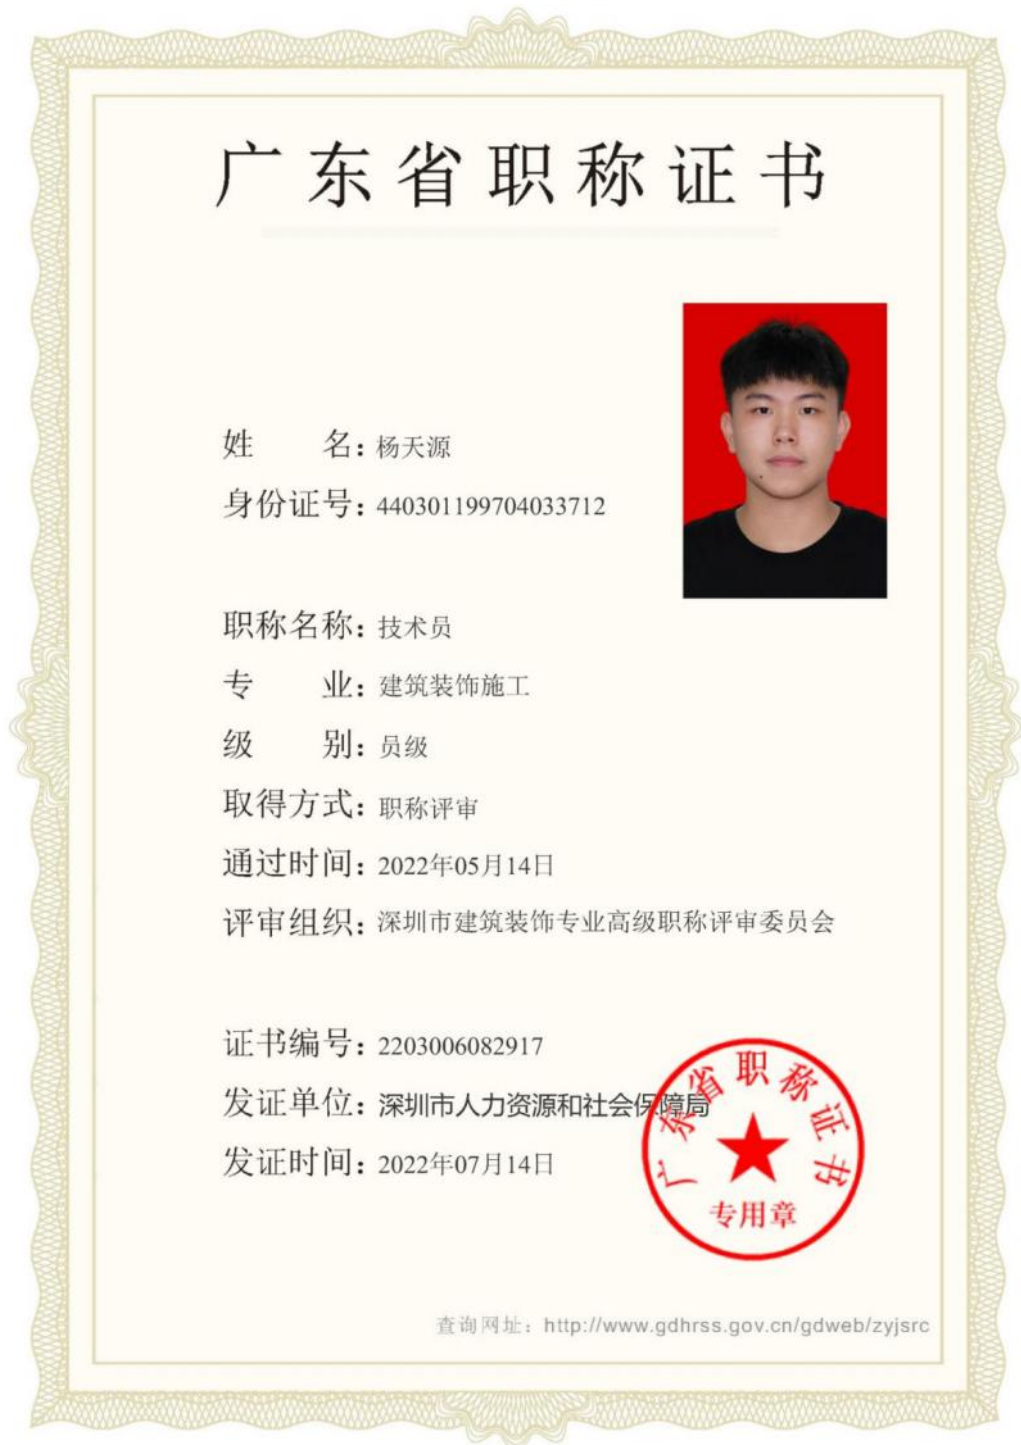 广东省职称证书
姓 名：杨天源
身份证号：440301199704033712
职称名称：技术员
专 业：建筑装饰施工
级 别：员级
取得方式：职称评审
通过时间：2022年05月14日
评审组织：深圳市建筑装饰专业高级职称评审委员会
证书编号：2203006082917
发证单位：深圳市人力资源和社会保障局
发证时间：2022年07月14日
广东省职称证书
专用章
查询网址：http://www.gdhrss.gov.cn/gdweb/zyjsrc